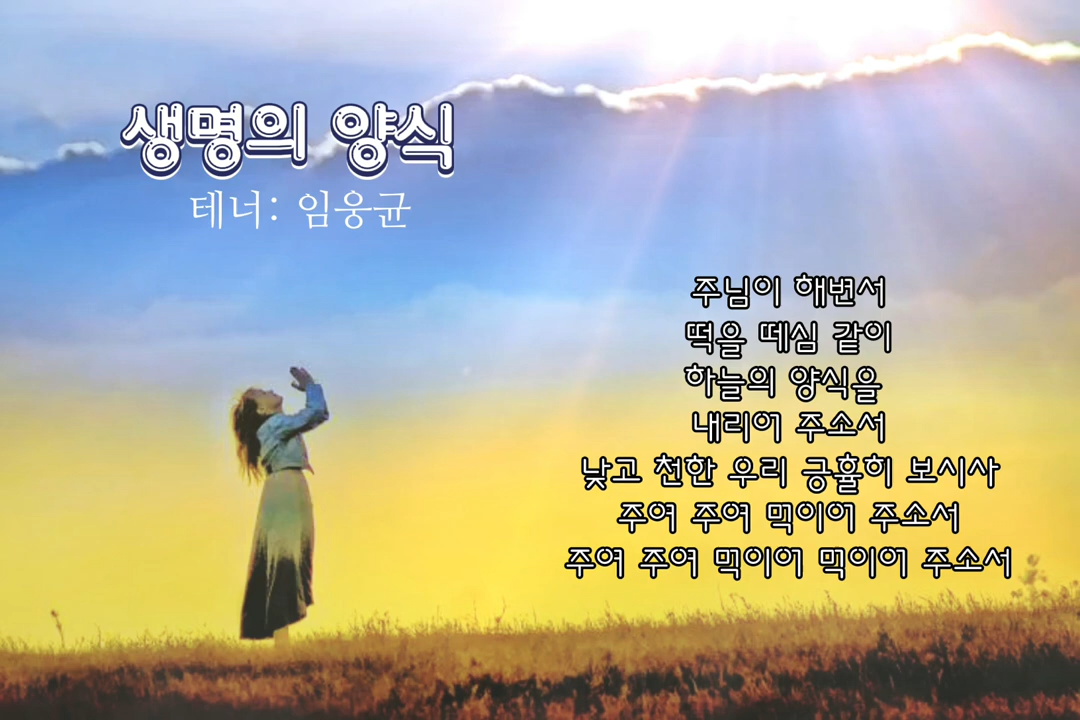 생명의 양식
테너: 임웅균
주님이 해변서
떡을 떼심 같이
하늘의 양식을
내리어 주소서
낮고 천한 우리 긍휼히 보시사
주여 주여 먹이어 주소서
주여 주여 먹이어 먹이어 주소서